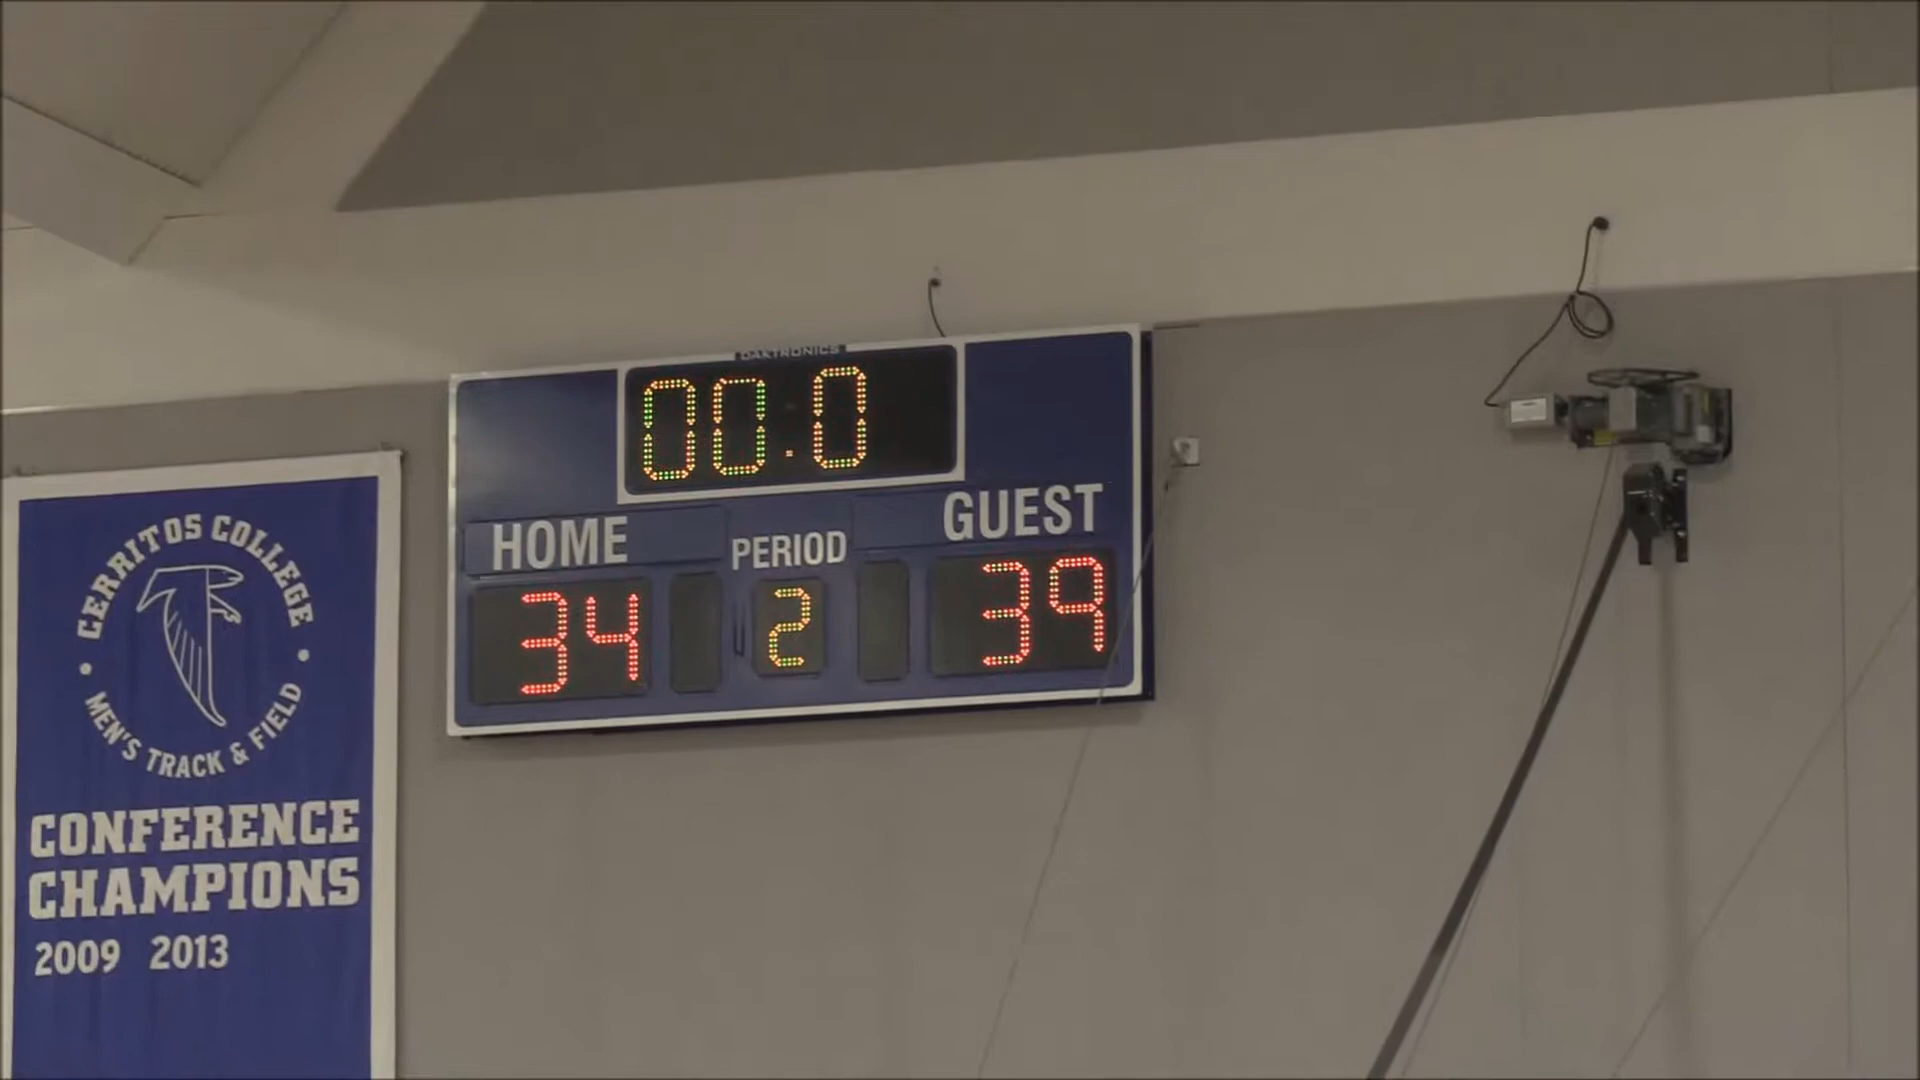 DAKTRONICS
00.0
HOME
PERIOD
GUEST
34
2
39
CERRITOS COLLEGE
MEN'S TRACK & FIELD
CONFERENCE
CHAMPIONS
2009 2013